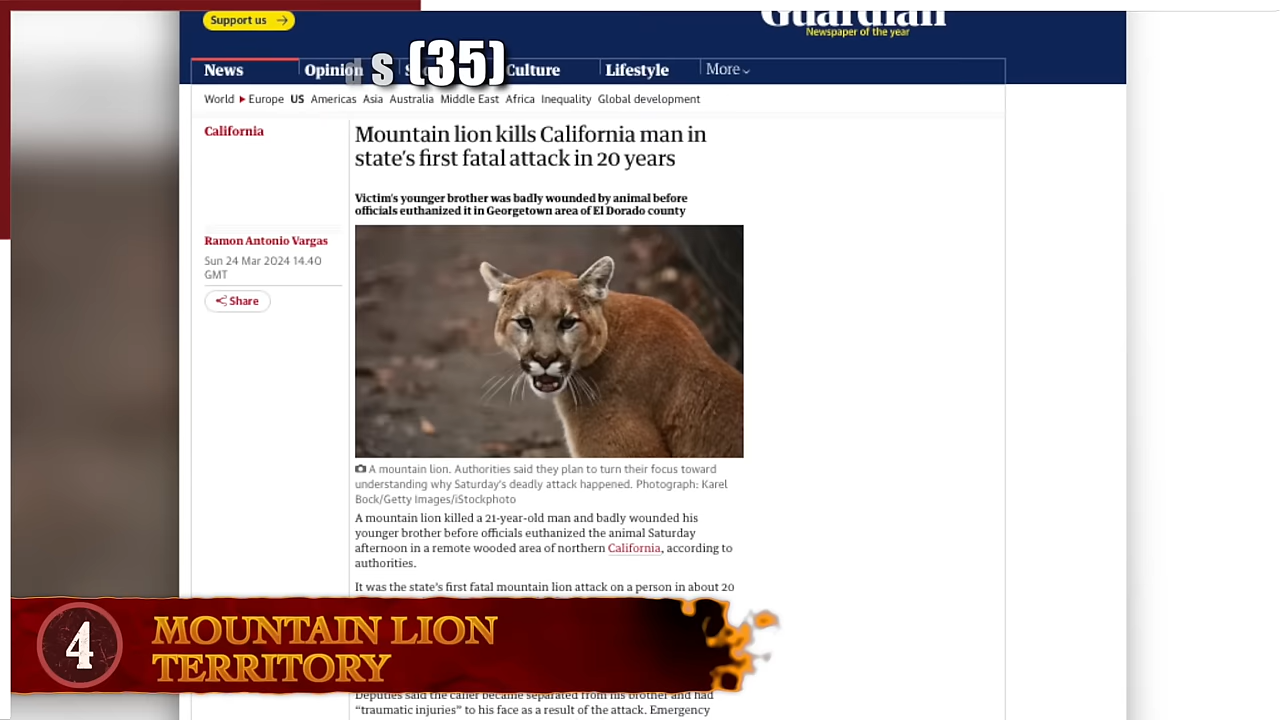 Support us →
Guardian
Newspaper of the year
s (35)
News
Opinion
Culture
Lifestyle
More
World ▸ Europe US Americas Asia Australia Middle East Africa Inequality Global development
California
Mountain lion kills California man in
state’s first fatal attack in 20 years
Victim’s younger brother was badly wounded by animal before
officials euthanized it in Georgetown area of El Dorado county
Ramon Antonio Vargas
Sun 24 Mar 2024 14.40
GMT
Share
A mountain lion. Authorities said they plan to turn their focus toward
understanding why Saturday’s deadly attack happened. Photograph: Karel
Bock/Getty Images/iStockphoto
A mountain lion killed a 21-year-old man and badly wounded his
younger brother before officials euthanized the animal Saturday
afternoon in a remote wooded area of northern California, according to
authorities.
It was the state’s first fatal mountain lion attack on a person in about 20
4
MOUNTAIN LION
TERRITORY
Deputies said the caller became separated from his brother and had
“traumatic injuries” to his face as a result of the attack. Emergency